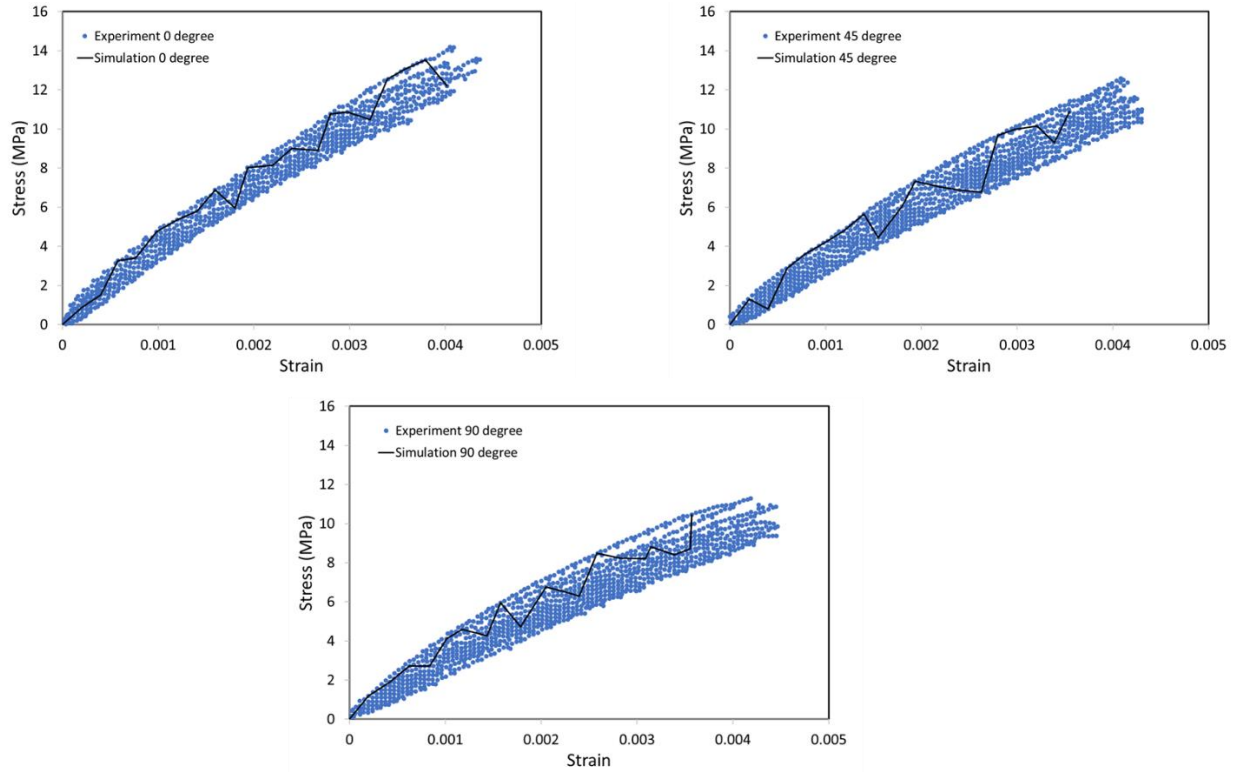 16
14
12
10
8
6
4
2
0
Stress (MPa)
Experiment 0 degree
Simulation 0 degree
0 0.001 0.002 0.003 0.004 0.005
Strain
16
14
12
10
8
6
4
2
0
Stress (MPa)
Experiment 45 degree
Simulation 45 degree
0 0.001 0.002 0.003 0.004 0.005
Strain
16
14
12
10
8
6
4
2
0
Stress (MPa)
Experiment 90 degree
Simulation 90 degree
0 0.001 0.002 0.003 0.004 0.005
Strain